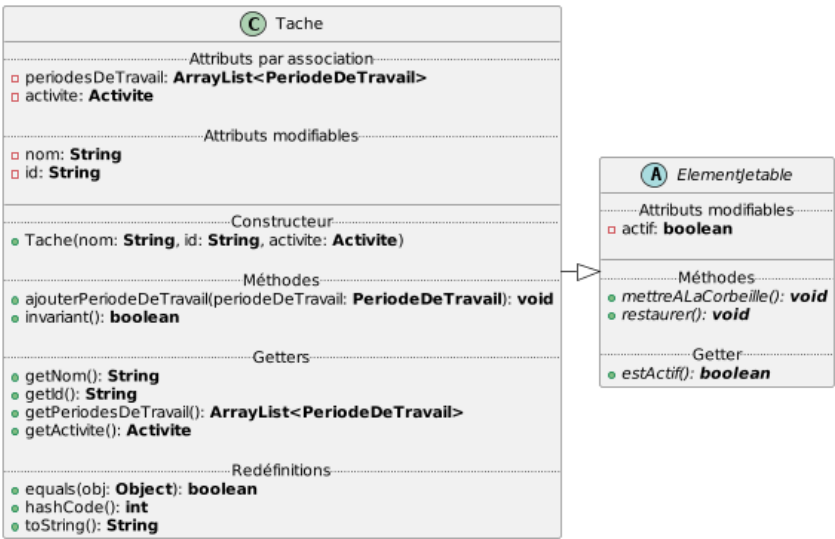 C Tache
Attributs par association
periodesDeTravail: ArrayList<PeriodeDeTravail>
activite: Activite
Attributs modifiables
nom: String
id: String
Constructeur
Tache(nom: String, id: String, activite: Activite)
Méthodes
ajouterPeriodeDeTravail(periodeDeTravail: PeriodeDeTravail): void
invariant(): boolean
Getters
getNom(): String
getId(): String
getPeriodesDeTravail(): ArrayList<PeriodeDeTravail>
getActivite(): Activite
Redéfinitions
equals(obj: Object): boolean
hashCode(): int
toString(): String
A ElementJetable
Attributs modifiables
actif: boolean
Méthodes
mettreALaCorbeille(): void
restaurer(): void
Getter
estActif(): boolean